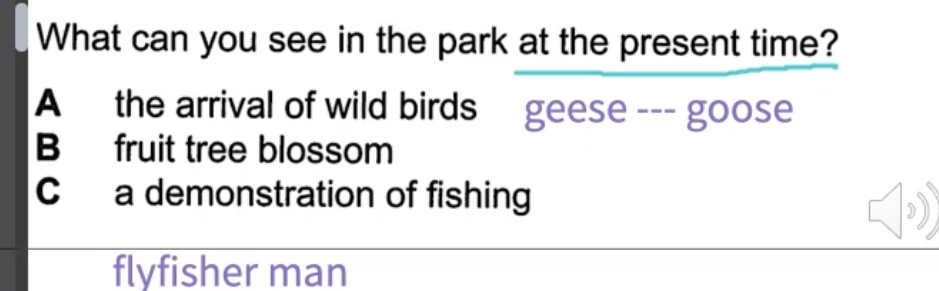 What can you see in the park at the present time?
A the arrival of wild birds geese --- goose
B fruit tree blossom
C a demonstration of fishing
flyfisher man